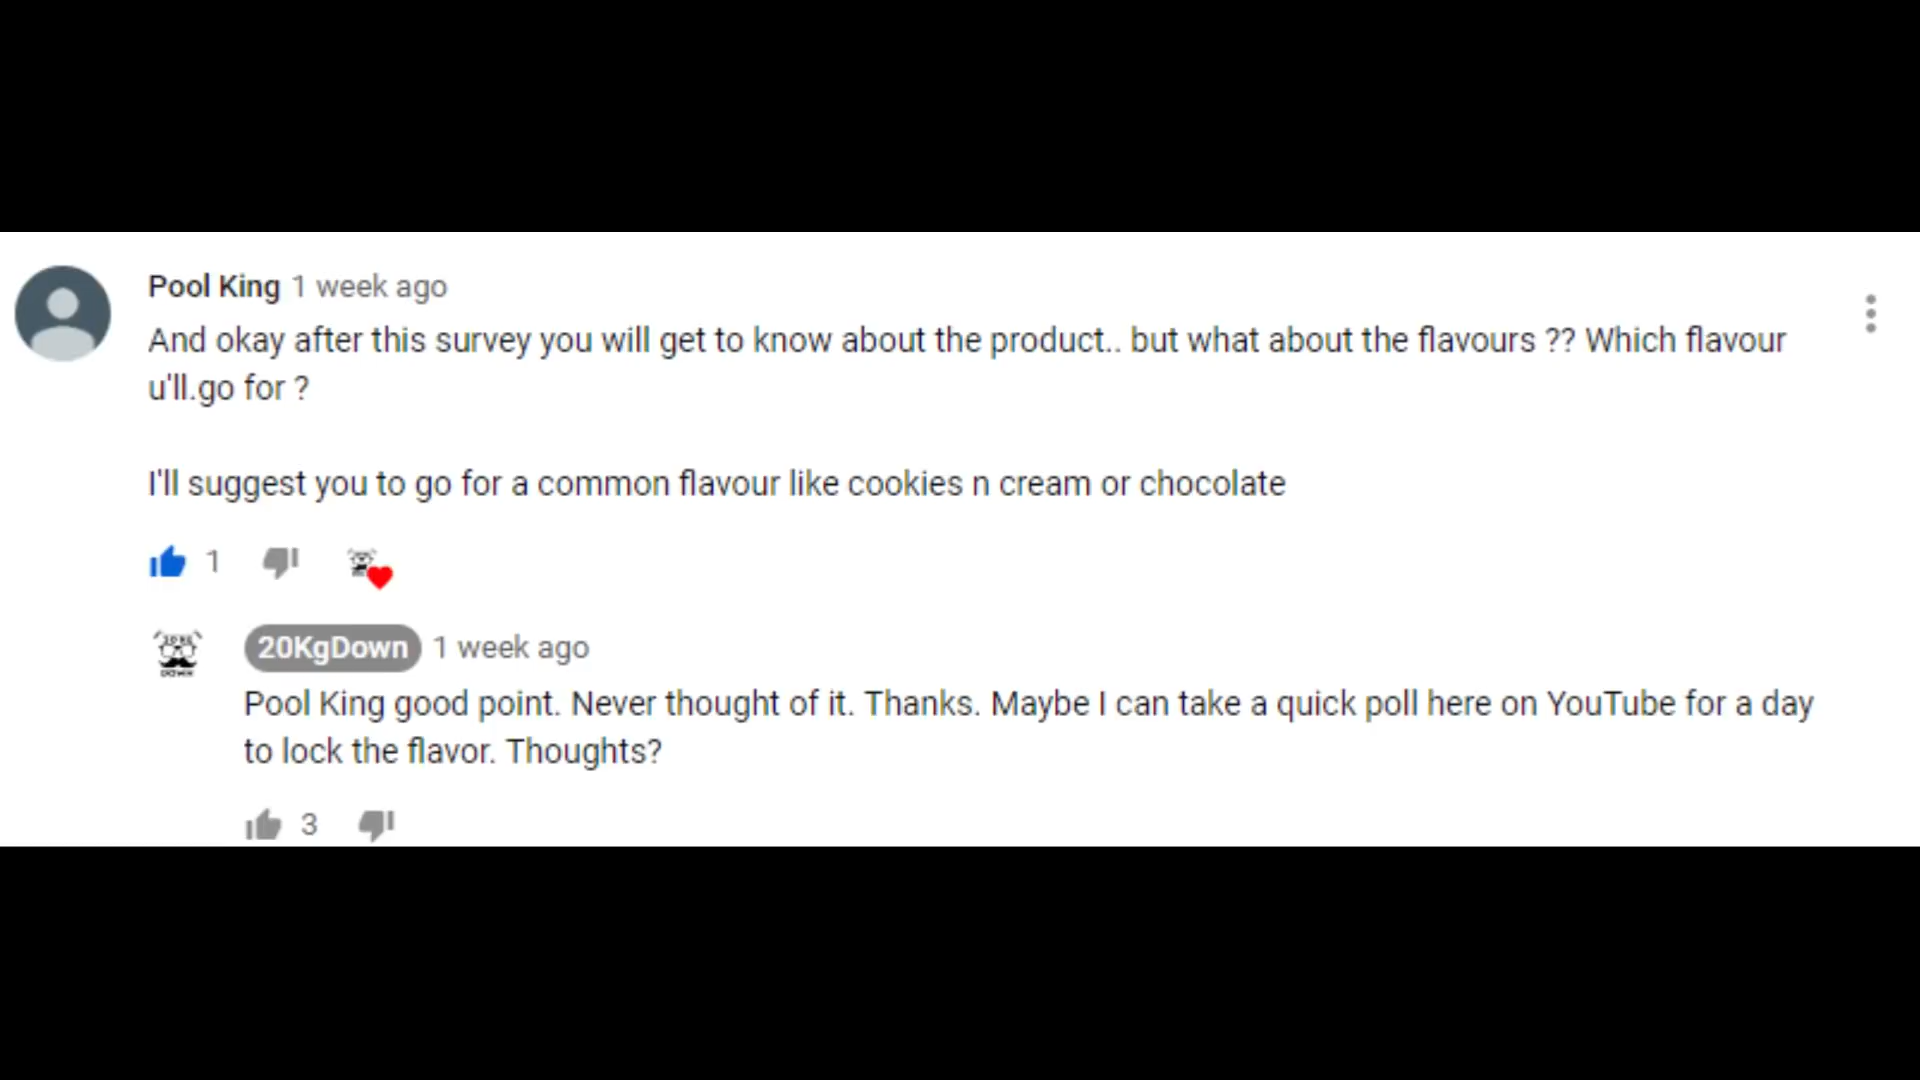 Pool King 1 week ago
And okay after this survey you will get to know about the product.. but what about the flavours ?? Which flavour
u'll.go for ?
I'll suggest you to go for a common flavour like cookies n cream or chocolate
1
20KgDown 1 week ago
Pool King good point. Never thought of it. Thanks. Maybe I can take a quick poll here on YouTube for a day
to lock the flavor. Thoughts?
3